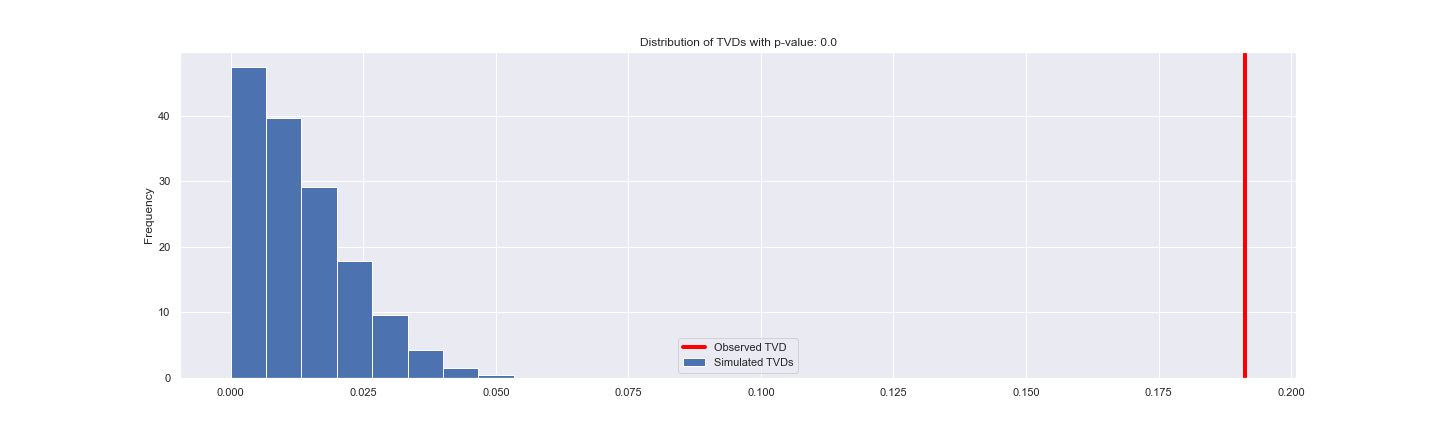 Distribution of TVDs with p-value: 0.0
Frequency
40
30
20
10
0
0.000 0.025 0.050 0.075 0.100 0.125 0.150 0.175 0.200
Observed TVD
Simulated TVDs